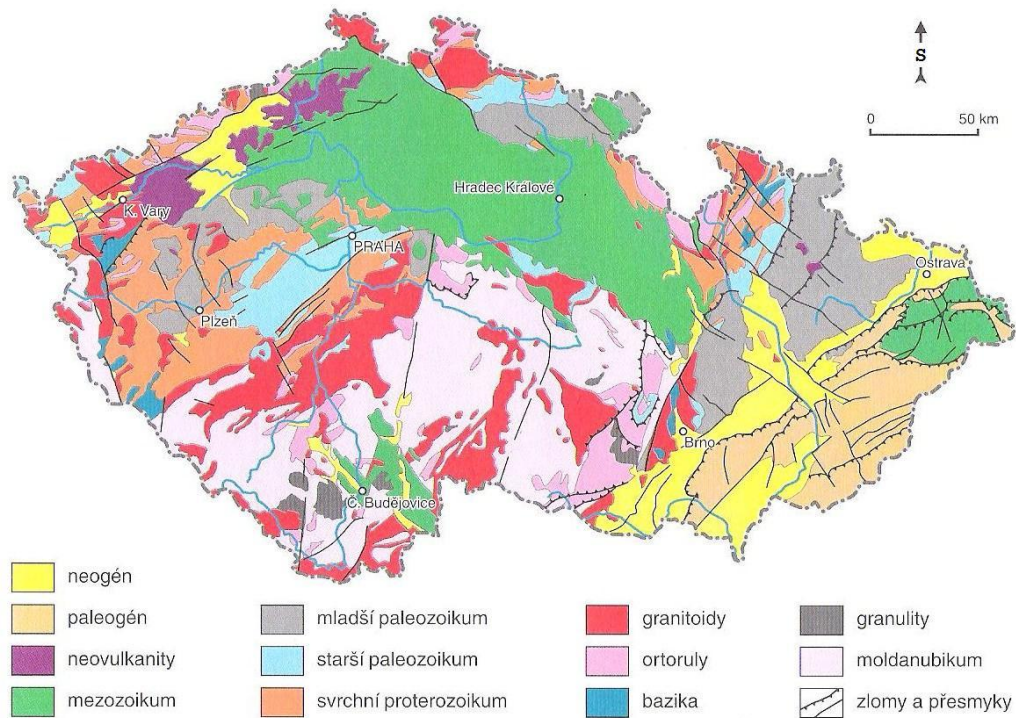 S
0 50 km
Hradec Králové
K. Vary
PRAHA
Ostrava
Plzeň
Brno
Č. Budějovice
neogén
paleogén
neovulkanity
mezozoikum
mladší paleozoikum
starší paleozoikum
svrchní proterozoikum
granitoidy
ortoruly
bazika
granulity
moldanubikum
zlomy a přesmyky